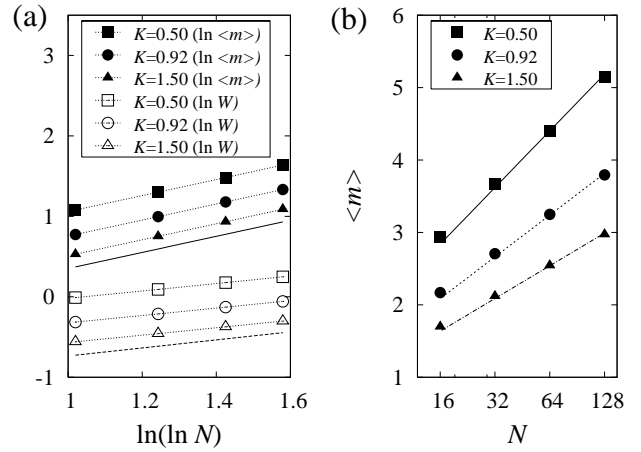 (a)
K=0.50 (ln <m>)
K=0.92 (ln <m>)
K=1.50 (ln <m>)
K=0.50 (ln W)
K=0.92 (ln W)
K=1.50 (ln W)
3
2
1
0
-1
1 1.2 1.4 1.6
ln(ln N)
(b)
K=0.50
K=0.92
K=1.50
<m>
6
5
4
3
2
1
16 32 64 128
N